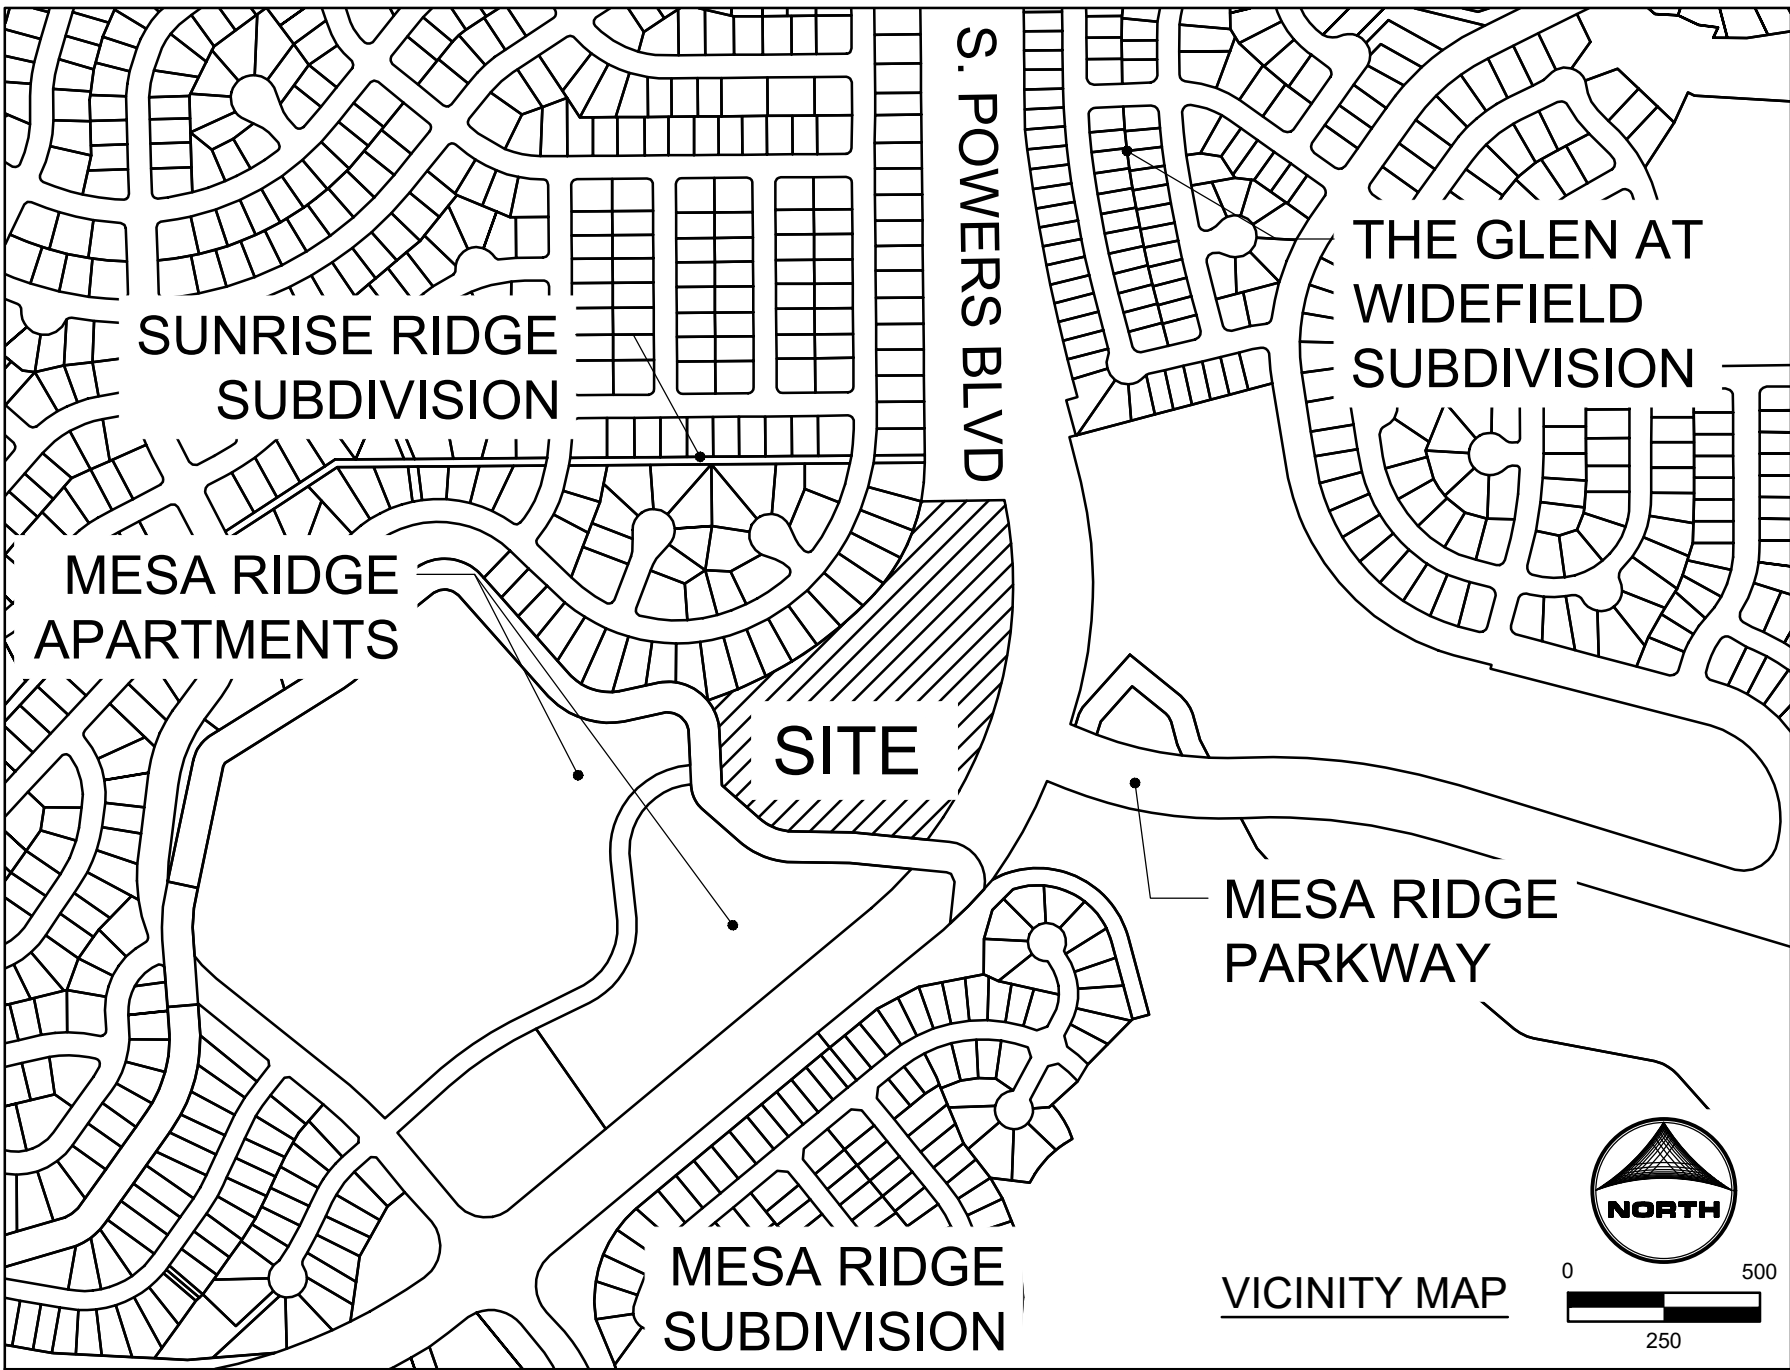 S. POWERS BLVD
THE GLEN AT
WIDEFIELD
SUBDIVISION
SUNRISE RIDGE
SUBDIVISION
MESA RIDGE
APARTMENTS
SITE
MESA RIDGE
PARKWAY
MESA RIDGE
SUBDIVISION
VICINITY MAP
NORTH
0 500
250